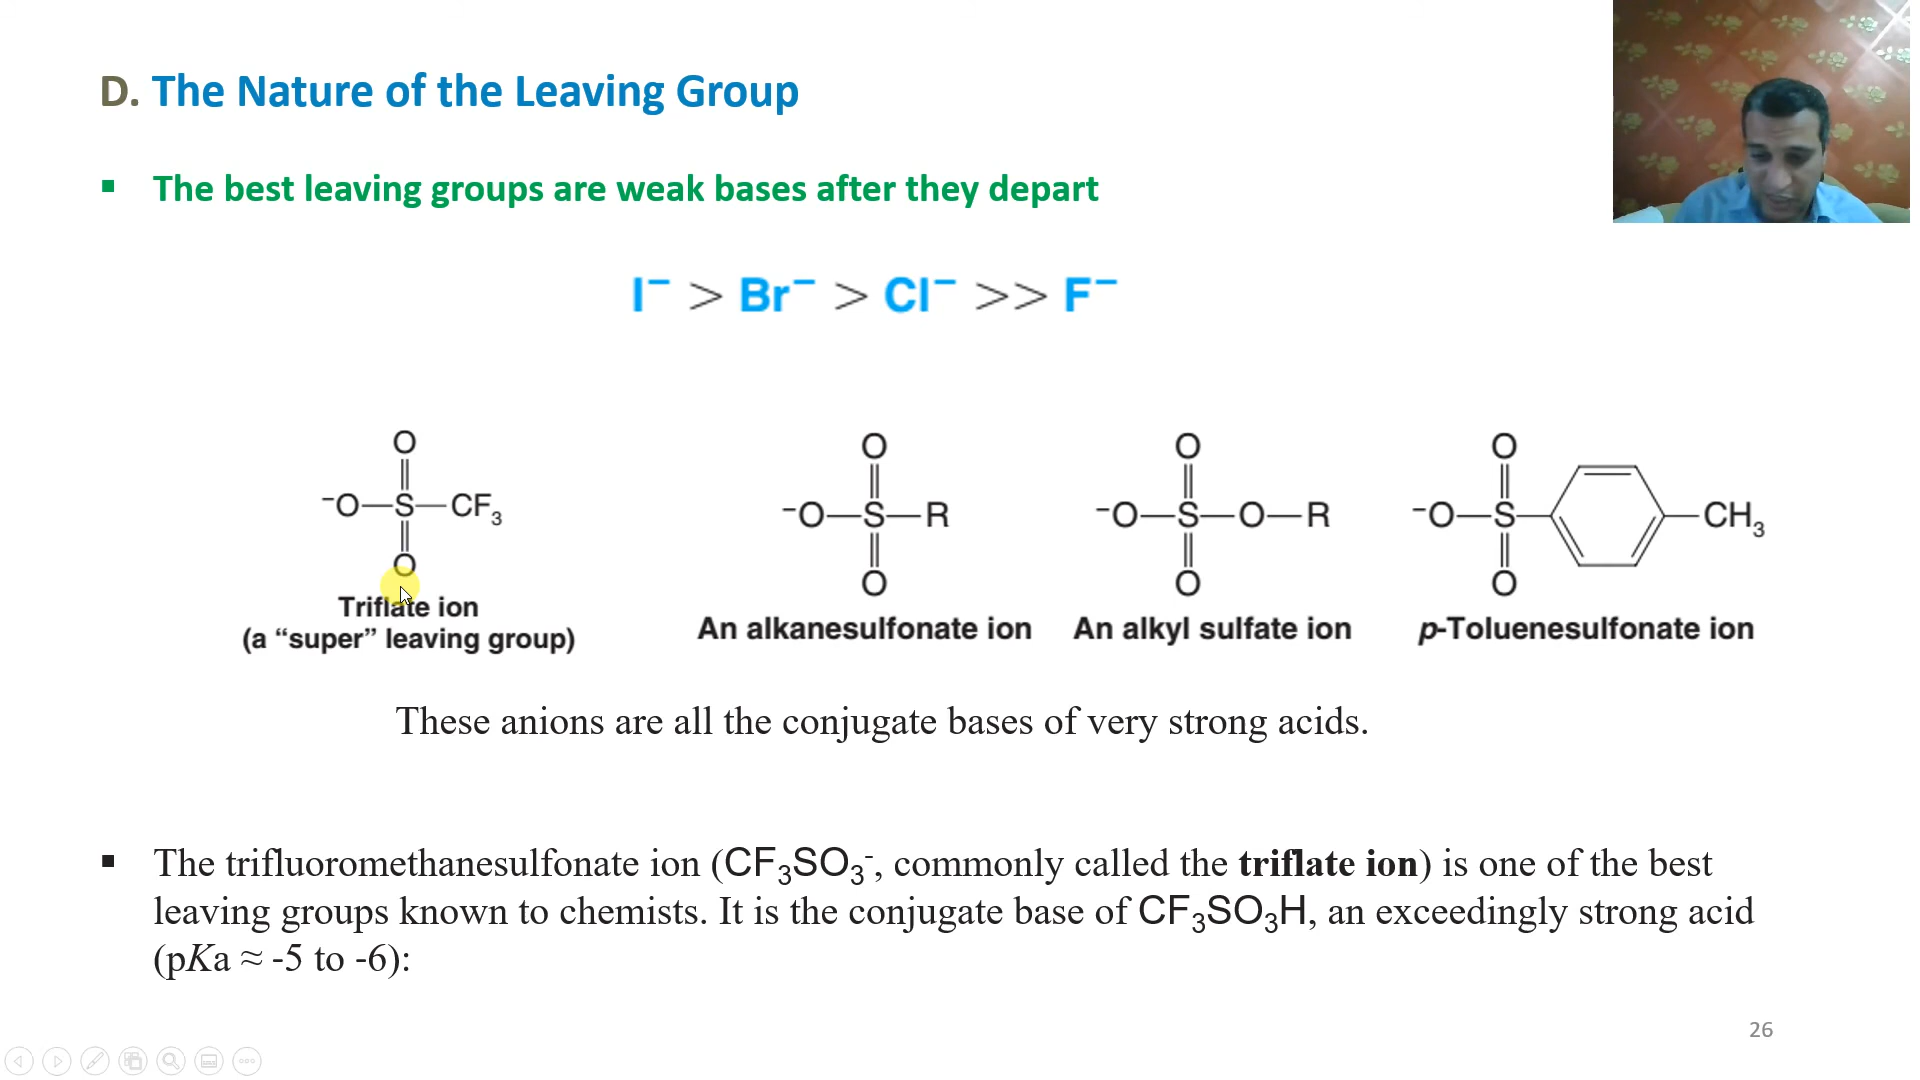 D. The Nature of the Leaving Group
▪ The best leaving groups are weak bases after they depart
I⁻ > Br⁻ > Cl⁻ >> F⁻
O O O O
⁻O—S—CF₃ ⁻O—S—R ⁻O—S—O—R ⁻O—S— —CH₃
O O O O
Triflate ion
(a “super” leaving group)
An alkanesulfonate ion
An alkyl sulfate ion
p-Toluenesulfonate ion
These anions are all the conjugate bases of very strong acids.
▪ The trifluoromethanesulfonate ion (CF₃SO₃⁻, commonly called the triflate ion) is one of the best
leaving groups known to chemists. It is the conjugate base of CF₃SO₃H, an exceedingly strong acid
(pKa ≈ -5 to -6):
26